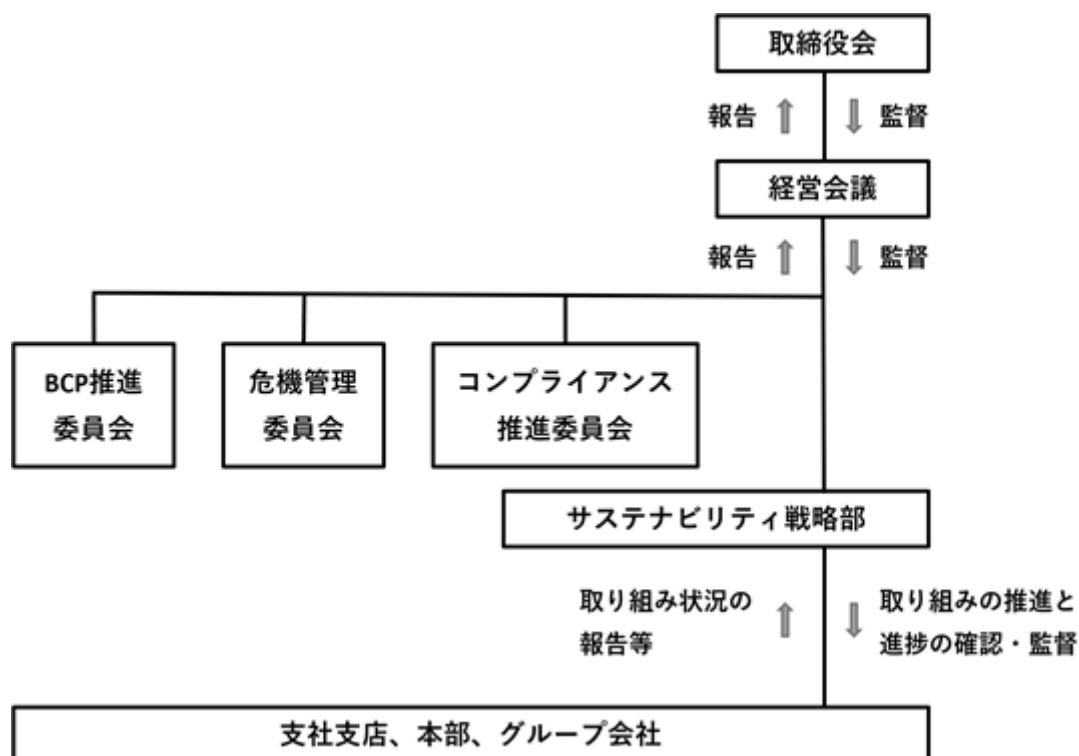 取締役会
報告
監督
経営会議
報告
監督
BCP推進
委員会
危機管理
委員会
コンプライアンス
推進委員会
サステナビリティ戦略部
取り組み状況の
報告等
取り組みの推進と
進捗の確認・監督
支社支店、本部、グループ会社